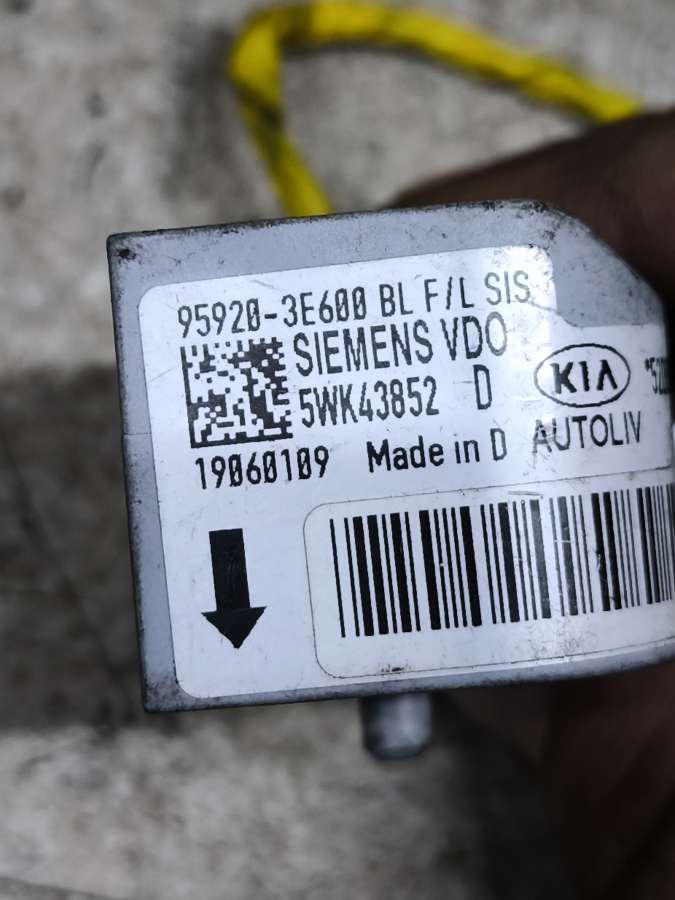 95920-3E600 BL F/L SIS
SIEMENS VDO
5WK43852 D
KIA
19060109 Made in D
AUTOLIV